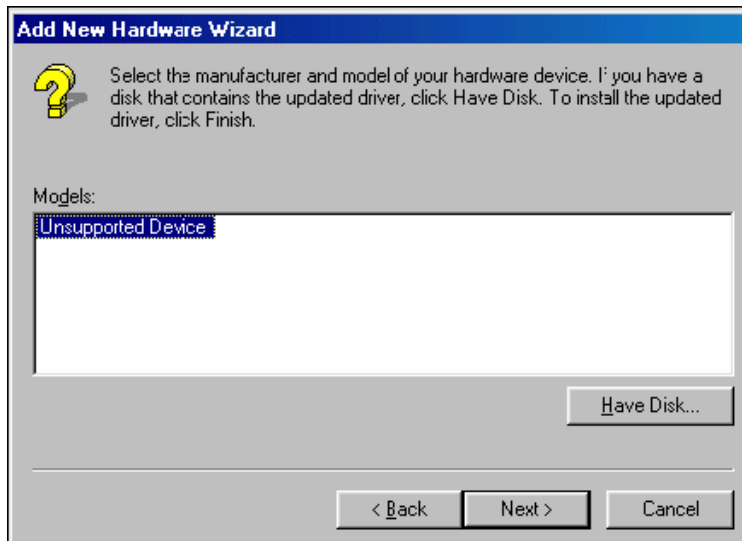 Add New Hardware Wizard
Select the manufacturer and model of your hardware device. If you have a
disk that contains the updated driver, click Have Disk. To install the updated
driver, click Finish.
Models:
Unsupported Device
Have Disk...
< Back Next > Cancel